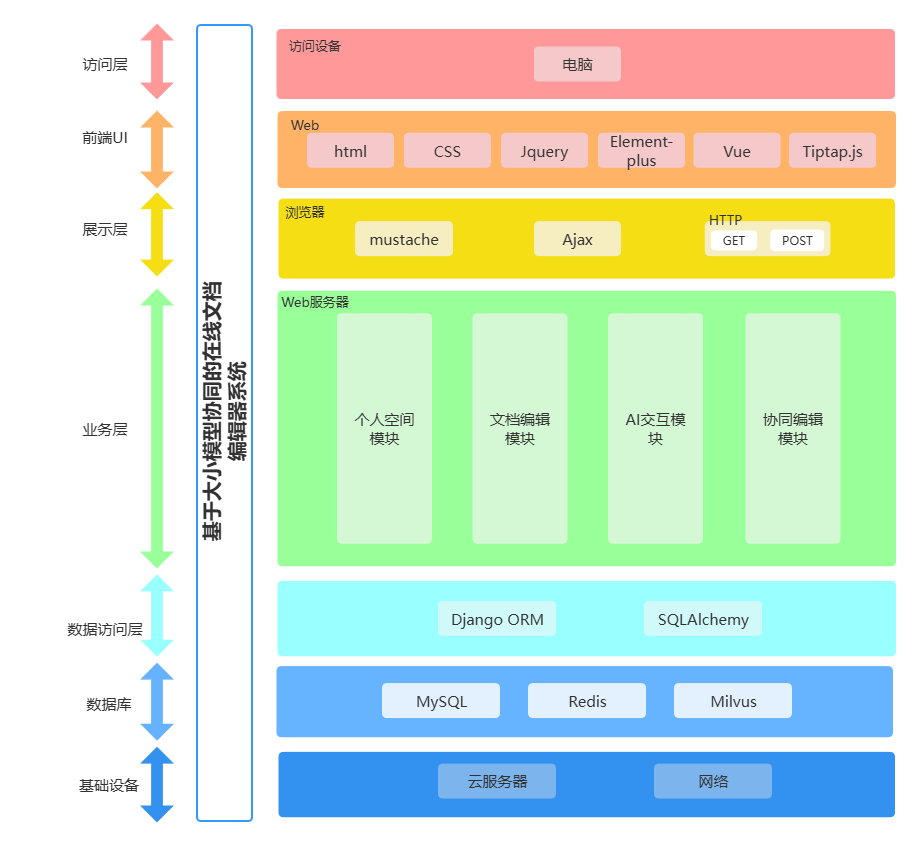 基于大小模型协同的在线文档
编辑器系统
访问层
访问设备
电脑
前端UI
Web
html
CSS
Jquery
Element-
plus
Vue
Tiptap.js
展示层
浏览器
mustache
Ajax
HTTP
GET
POST
业务层
Web服务器
个人空间
模块
文档编辑
模块
AI交互模
块
协同编辑
模块
数据访问层
Django ORM
SQLAlchemy
数据库
MySQL
Redis
Milvus
基础设备
云服务器
网络